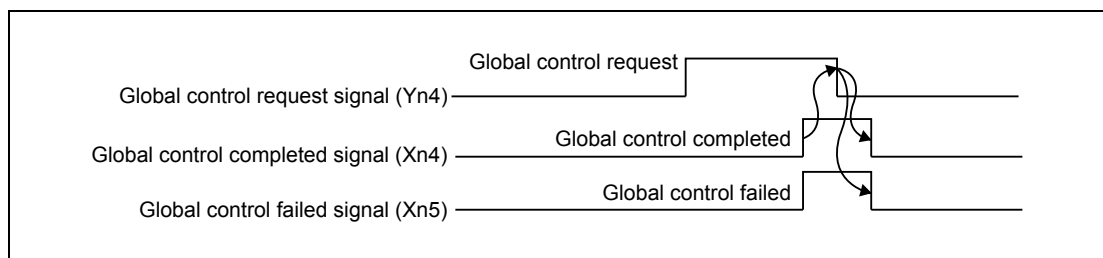 Global control request
Global control request signal (Yn4)
Global control completed
Global control completed signal (Xn4)
Global control failed
Global control failed signal (Xn5)